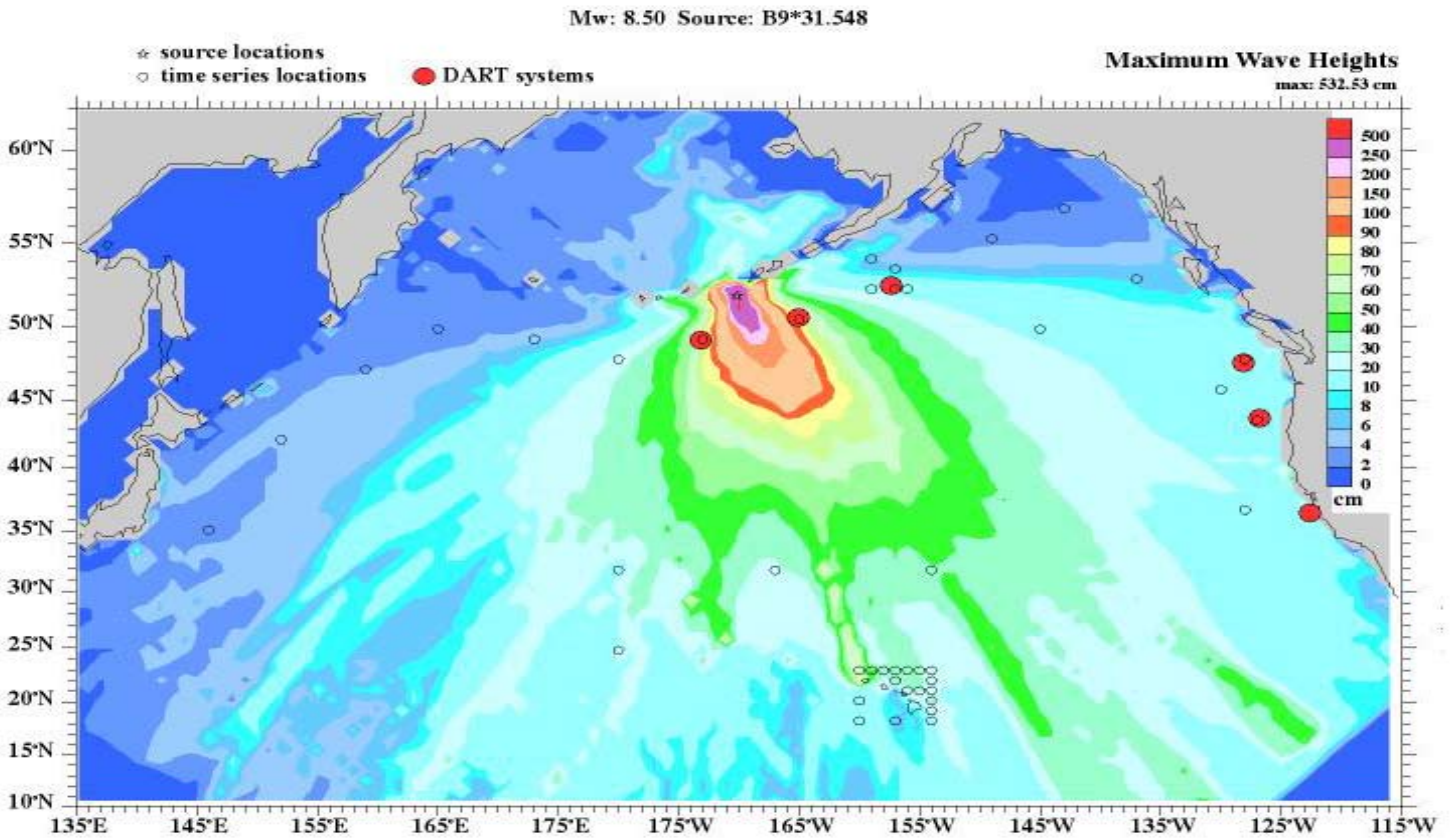 Mw: 8.50 Source: B9*31.548
☆ source locations
○ time series locations
DART systems
Maximum Wave Heights
max: 532.53 cm
500
250
200
150
100
90
80
70
60
50
40
30
20
10
8
6
4
2
0
cm
60°N
55°N
50°N
45°N
40°N
35°N
30°N
25°N
20°N
15°N
10°N
135°E 145°E 155°E 165°E 175°E 175°W 165°W 155°W 145°W 135°W 125°W 115°W